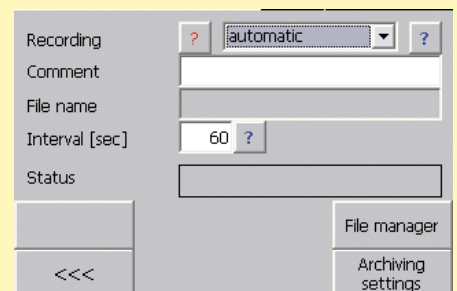 Recording ? automatic ?
Comment
File name
Interval [sec] 60 ?
Status
File manager
<<< Archiving
settings